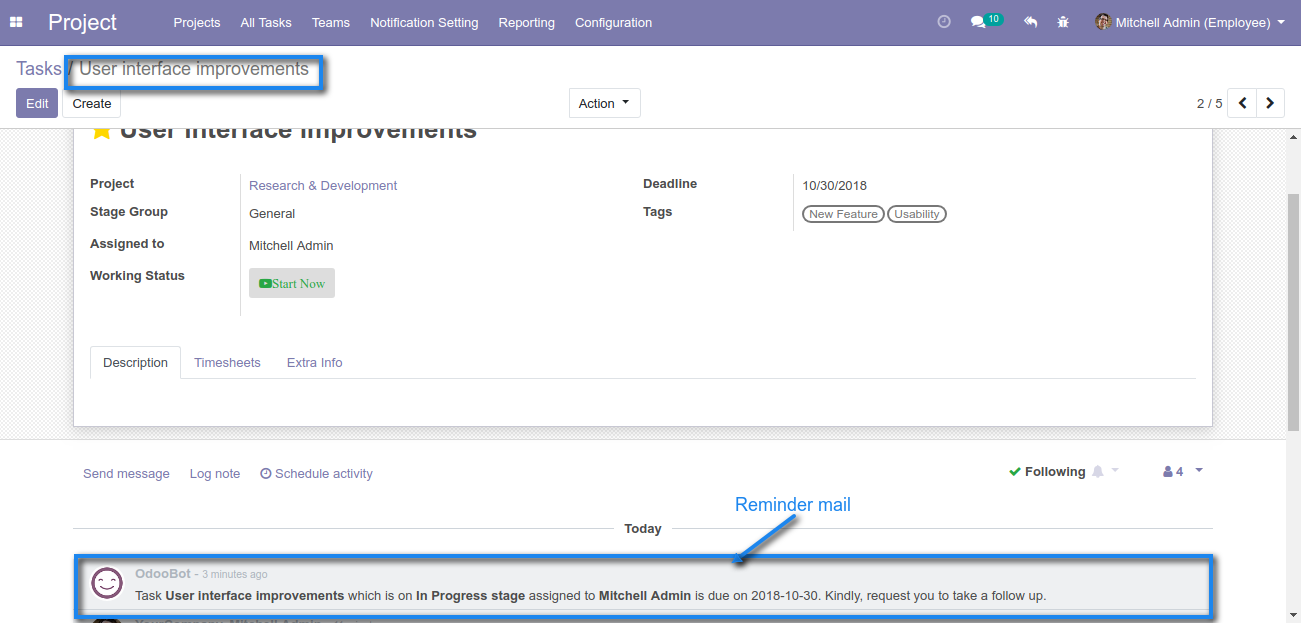 Project Projects All Tasks Teams Notification Setting Reporting Configuration 10 Mitchell Admin (Employee)
Tasks / User interface improvements
Edit Create Action 2 / 5
User interface improvements
Project Research & Development Deadline 10/30/2018
Stage Group General Tags New Feature Usability
Assigned to Mitchell Admin
Working Status Start Now
Description Timesheets Extra Info
Send message Log note Schedule activity Following 4
Reminder mail
Today
OdooBot - 3 minutes ago
Task User interface improvements which is on In Progress stage assigned to Mitchell Admin is due on 2018-10-30. Kindly, request you to take a follow up.